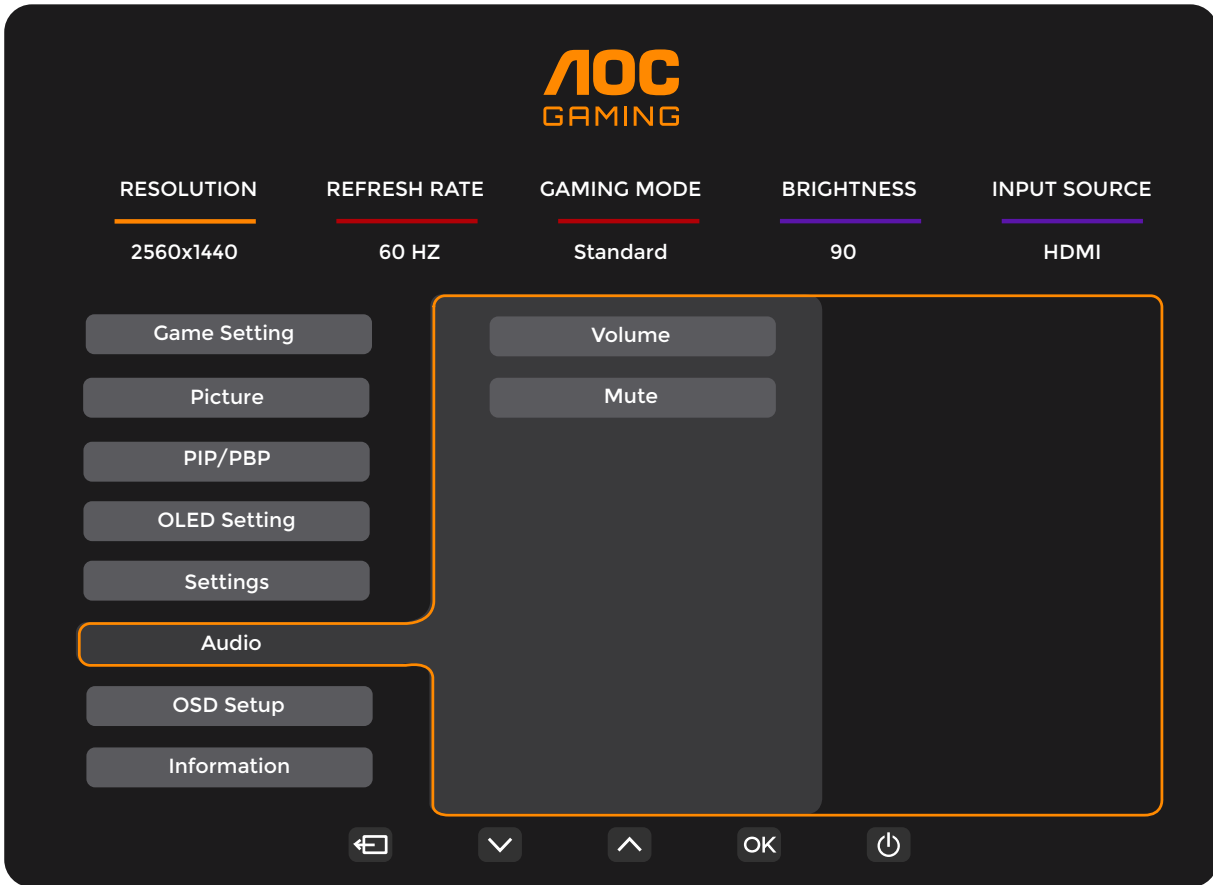 AOC
GAMING
RESOLUTION REFRESH RATE GAMING MODE BRIGHTNESS INPUT SOURCE
2560x1440 60 HZ Standard 90 HDMI
Game Setting Volume
Picture Mute
PIP/PBP
OLED Setting
Settings
Audio
OSD Setup
Information
OK